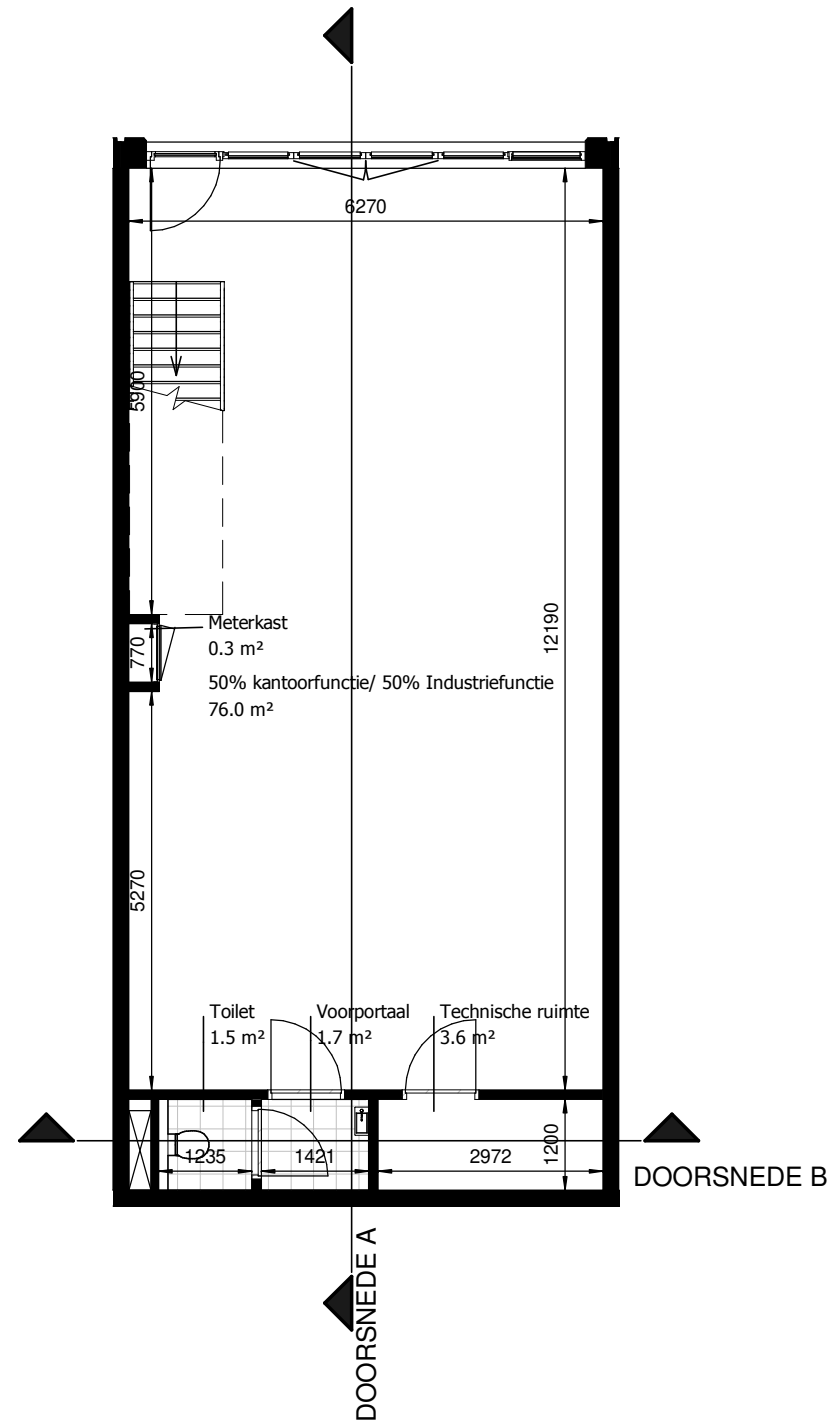 6270
5900
Meterkast
0.3 m²
770
12190
50% kantoorfunctie/ 50% Industriefunctie
76.0 m²
5270
Toilet
1.5 m²
Voorportaal
1.7 m²
Technische ruimte
3.6 m²
1235
1421
2972
1200
DOORSNEDE B
DOORSNEDE A